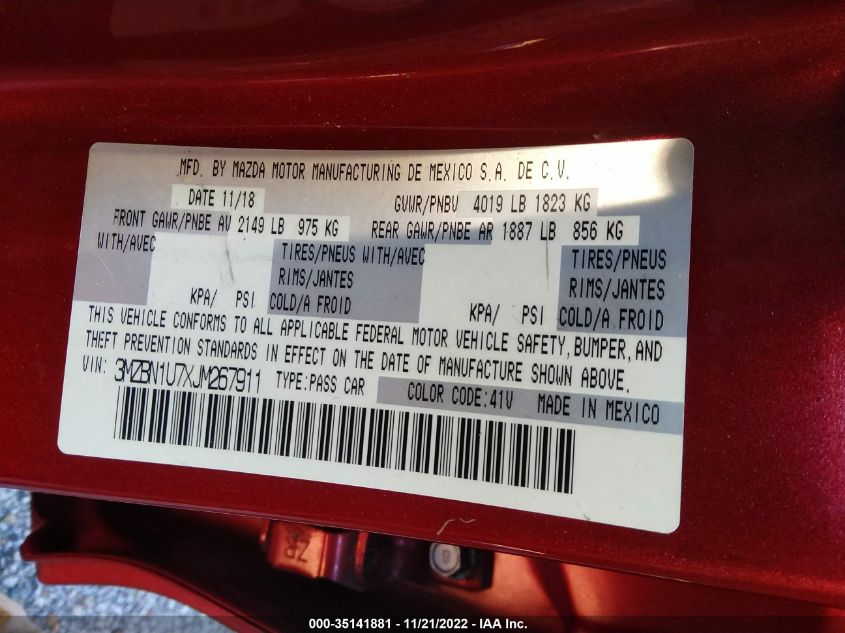 MFD. BY MAZDA MOTOR MANUFACTURING DE MEXICO S.A. DE C.V.
DATE 11/18 GVWR/PNBV 4019 LB 1823 KG
FRONT GAWR/PNBE AV 2149 LB 975 KG REAR GAWR/PNBE AR 1887 LB 856 KG
WITH/AVEC TIRES/PNEUS WITH/AVEC TIRES/PNEUS
RIMS/JANTES RIMS/JANTES
KPA/ PSI COLD/A FROID KPA/ PSI COLD/A FROID
THIS VEHICLE CONFORMS TO ALL APPLICABLE FEDERAL MOTOR VEHICLE SAFETY, BUMPER, AND
THEFT PREVENTION STANDARDS IN EFFECT ON THE DATE OF MANUFACTURE SHOWN ABOVE.
VIN: 3MZBN1U7XJM267911 TYPE:PASS CAR COLOR CODE:41V MADE IN MEXICO
000-35141881 - 11/21/2022 - IAA Inc.